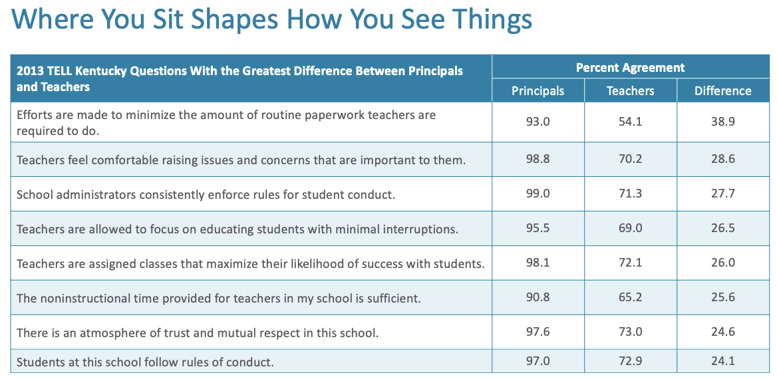 Where You Sit Shapes How You See Things
2013 TELL Kentucky Questions With the Greatest Difference Between Principals
and Teachers
Percent Agreement
Principals Teachers Difference
Efforts are made to minimize the amount of routine paperwork teachers are
required to do.
93.0 54.1 38.9
Teachers feel comfortable raising issues and concerns that are important to them. 98.8 70.2 28.6
School administrators consistently enforce rules for student conduct. 99.0 71.3 27.7
Teachers are allowed to focus on educating students with minimal interruptions. 95.5 69.0 26.5
Teachers are assigned classes that maximize their likelihood of success with students. 98.1 72.1 26.0
The noninstructional time provided for teachers in my school is sufficient. 90.8 65.2 25.6
There is an atmosphere of trust and mutual respect in this school. 97.6 73.0 24.6
Students at this school follow rules of conduct. 97.0 72.9 24.1